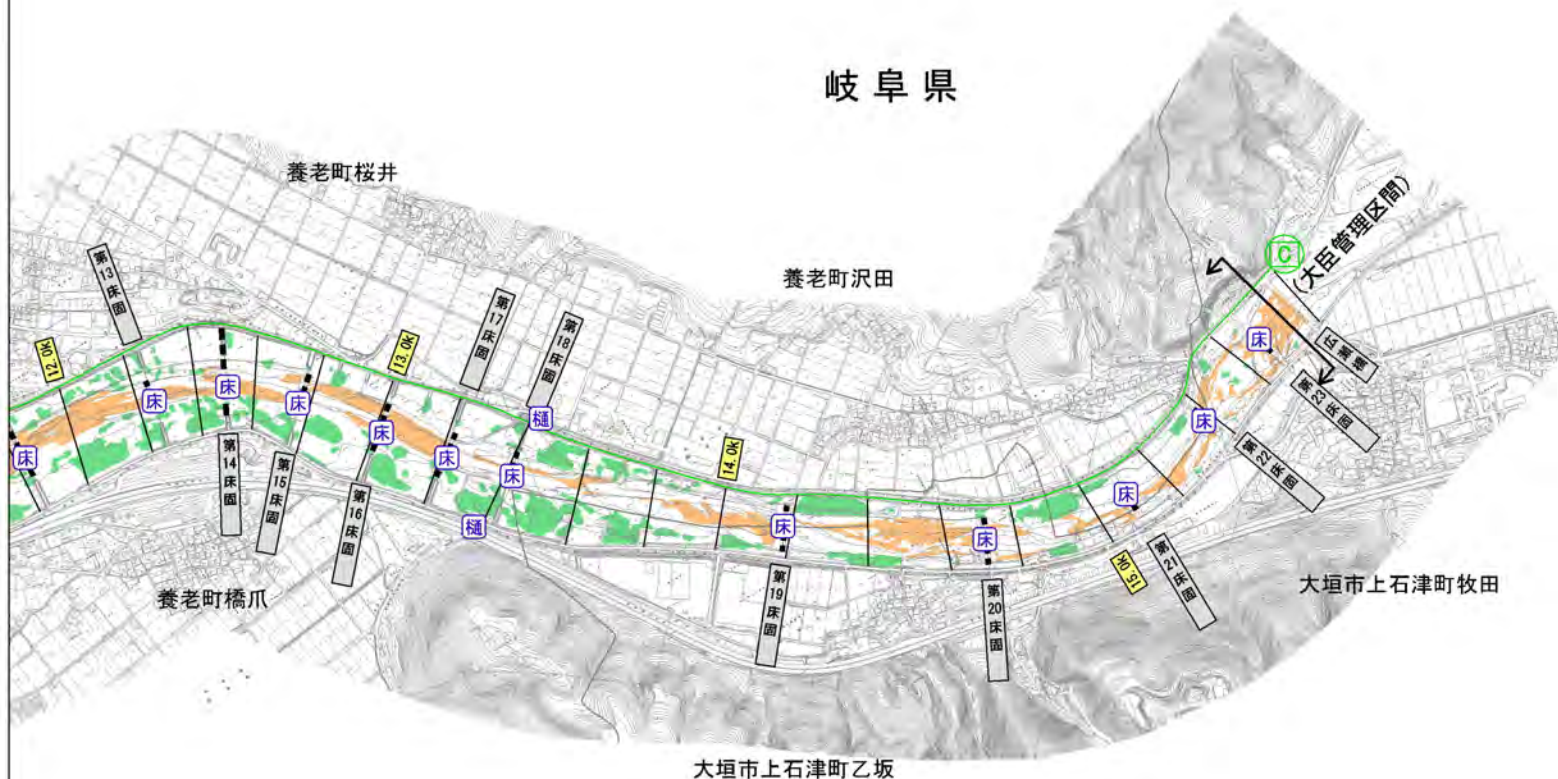 岐阜県
養老町桜井
養老町沢田
C
(大臣管理区間)
第13床固
第17床固
第18床固
12.0K
13.0K
14.0K
15.0K
広瀬橋
第23床固
第22床固
第21床固
第20床固
第19床固
第16床固
第15床固
第14床固
床
床
床
床
床
床
床
床
床
床
床
床
樋
樋
養老町橋爪
大垣市上石津町牧田
大垣市上石津町乙坂